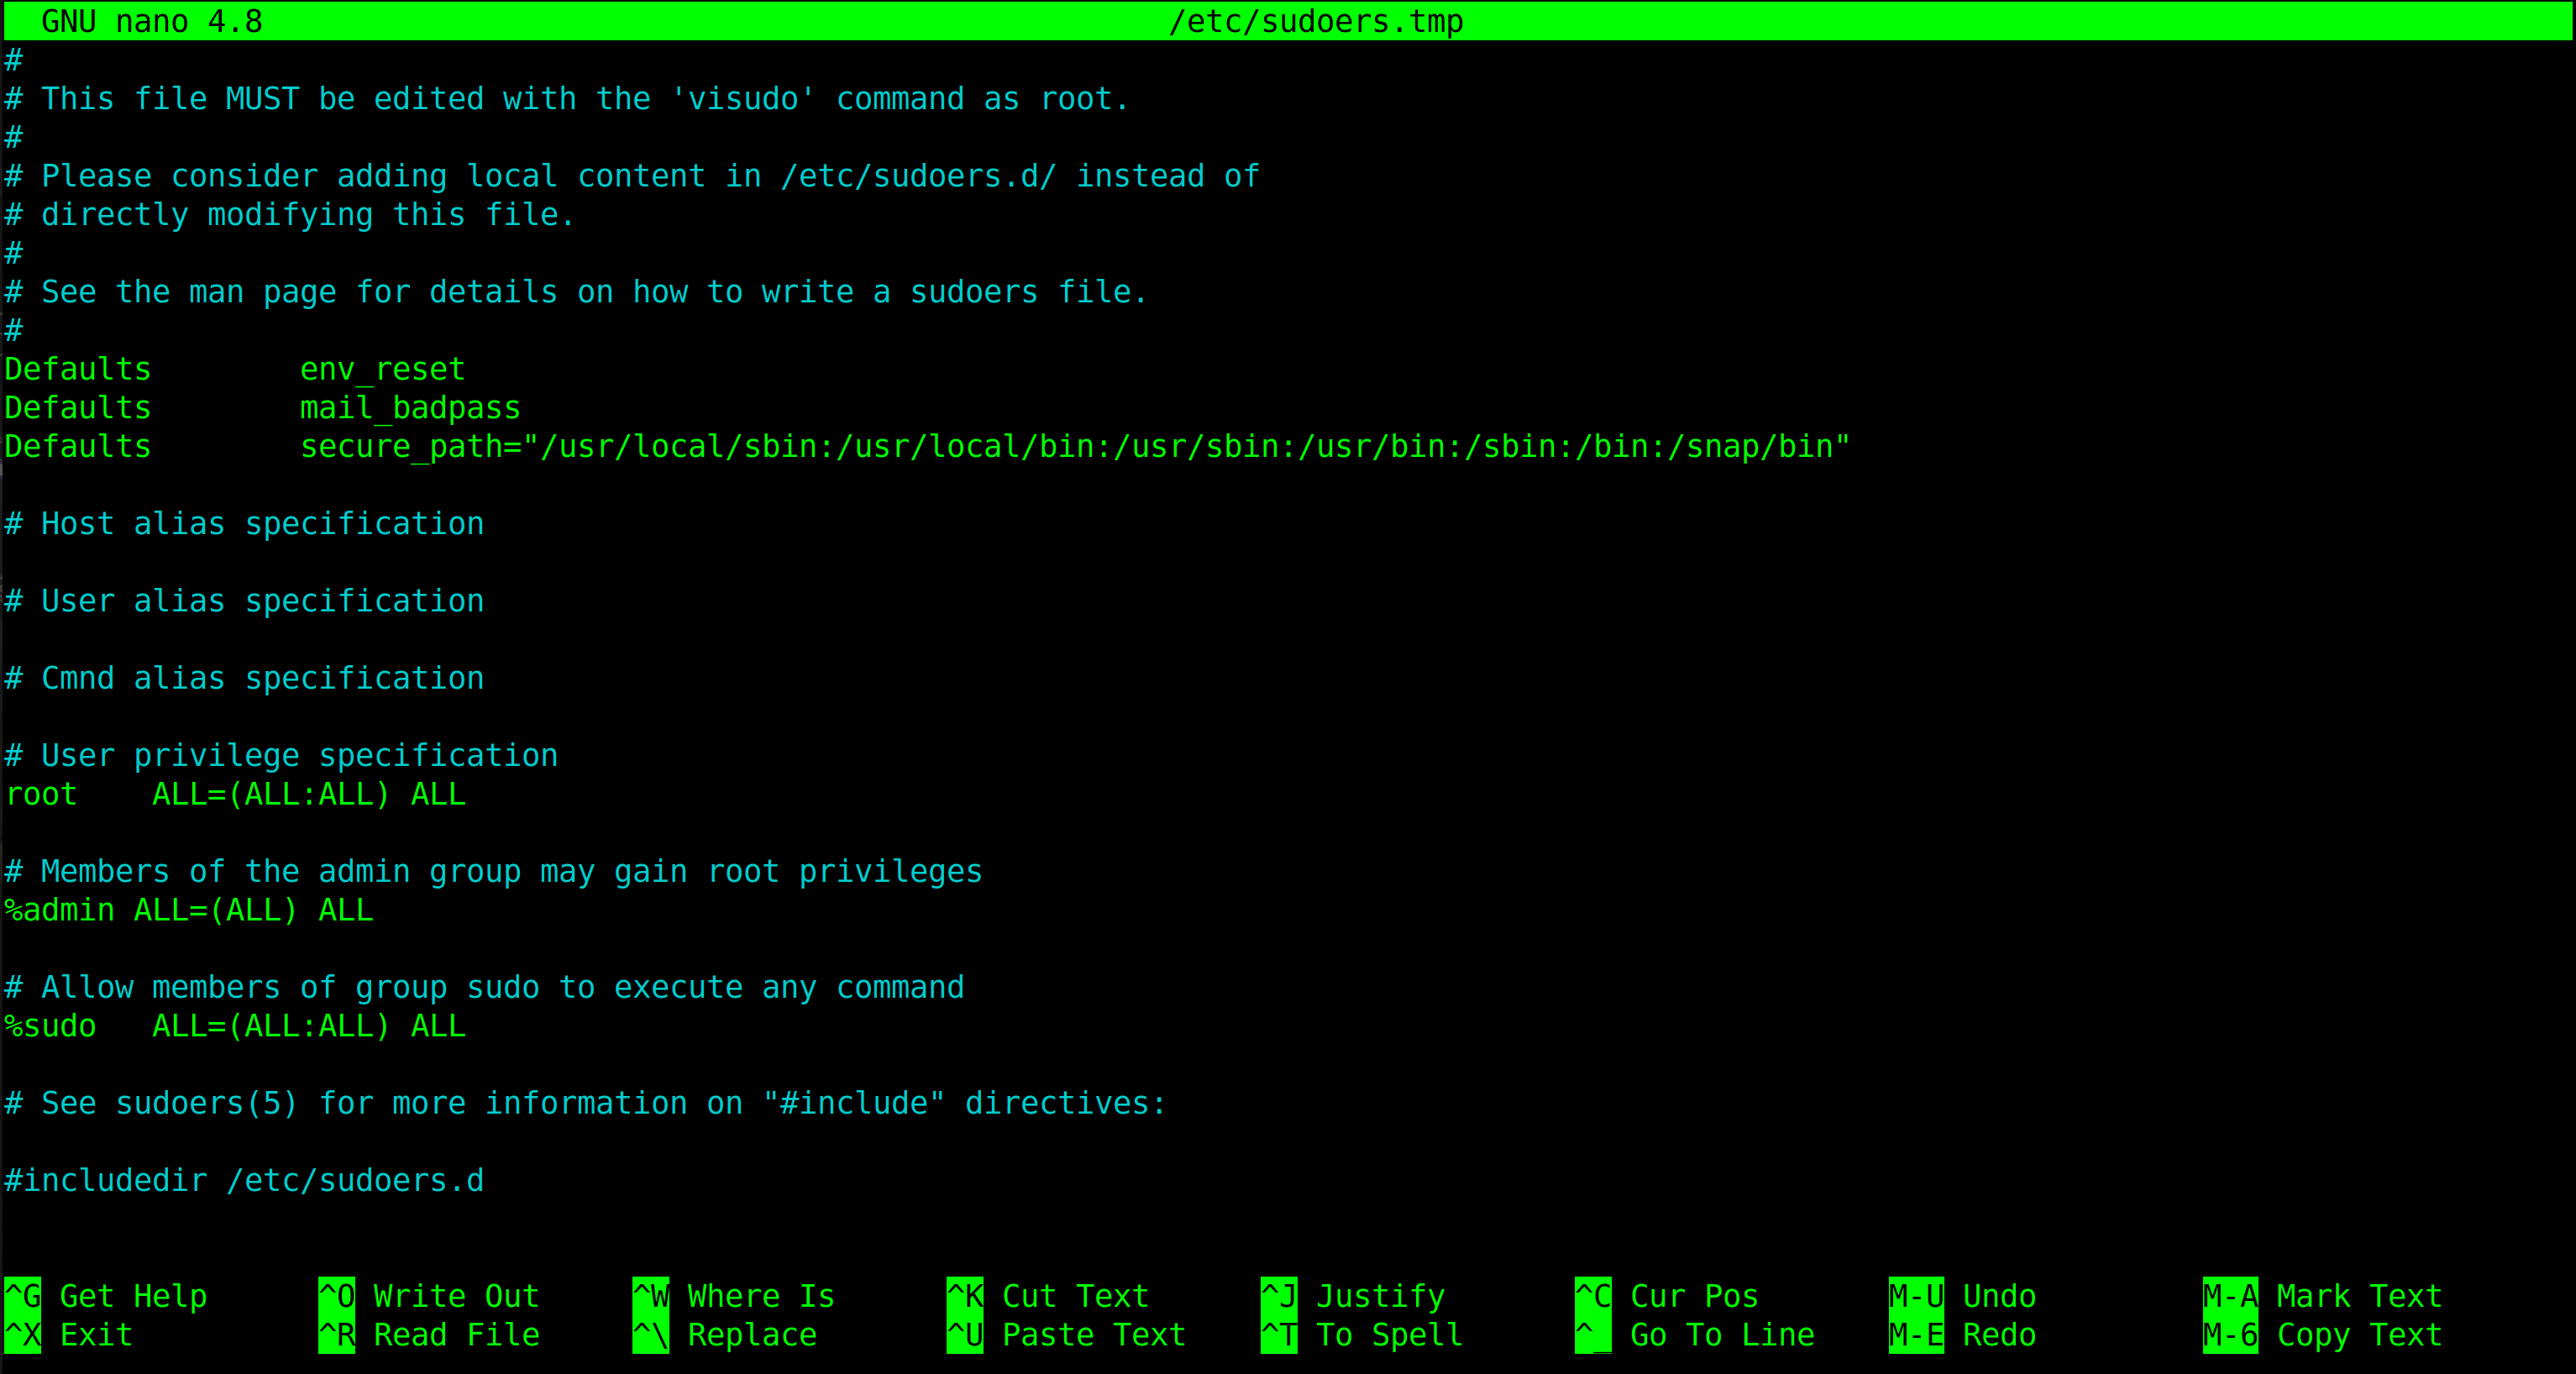 GNU nano 4.8 /etc/sudoers.tmp
#
# This file MUST be edited with the 'visudo' command as root.
#
# Please consider adding local content in /etc/sudoers.d/ instead of
# directly modifying this file.
#
# See the man page for details on how to write a sudoers file.
#
Defaults        env_reset
Defaults        mail_badpass
Defaults        secure_path="/usr/local/sbin:/usr/local/bin:/usr/sbin:/usr/bin:/sbin:/bin:/snap/bin"

# Host alias specification

# User alias specification

# Cmnd alias specification

# User privilege specification
root    ALL=(ALL:ALL) ALL

# Members of the admin group may gain root privileges
%admin ALL=(ALL) ALL

# Allow members of group sudo to execute any command
%sudo   ALL=(ALL:ALL) ALL

# See sudoers(5) for more information on "#include" directives:

#includedir /etc/sudoers.d

^G Get Help ^O Write Out ^W Where Is ^K Cut Text ^J Justify ^C Cur Pos M-U Undo M-A Mark Text
^X Exit ^R Read File ^\ Replace ^U Paste Text ^T To Spell ^_ Go To Line M-E Redo M-6 Copy Text